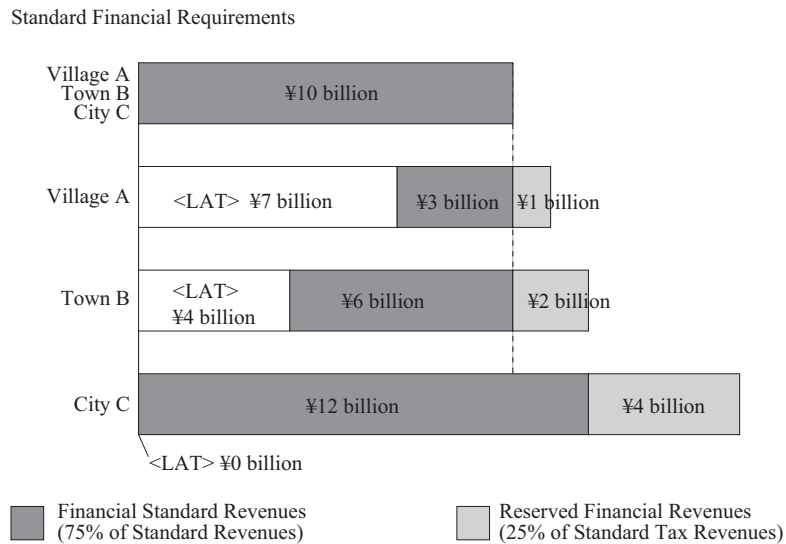 Standard Financial Requirements
Village A
Town B
City C
¥10 billion
Village A
<LAT> ¥7 billion
¥3 billion
¥1 billion
Town B
<LAT>
¥4 billion
¥6 billion
¥2 billion
City C
¥12 billion
¥4 billion
<LAT> ¥0 billion
Financial Standard Revenues
(75% of Standard Revenues)
Reserved Financial Revenues
(25% of Standard Tax Revenues)